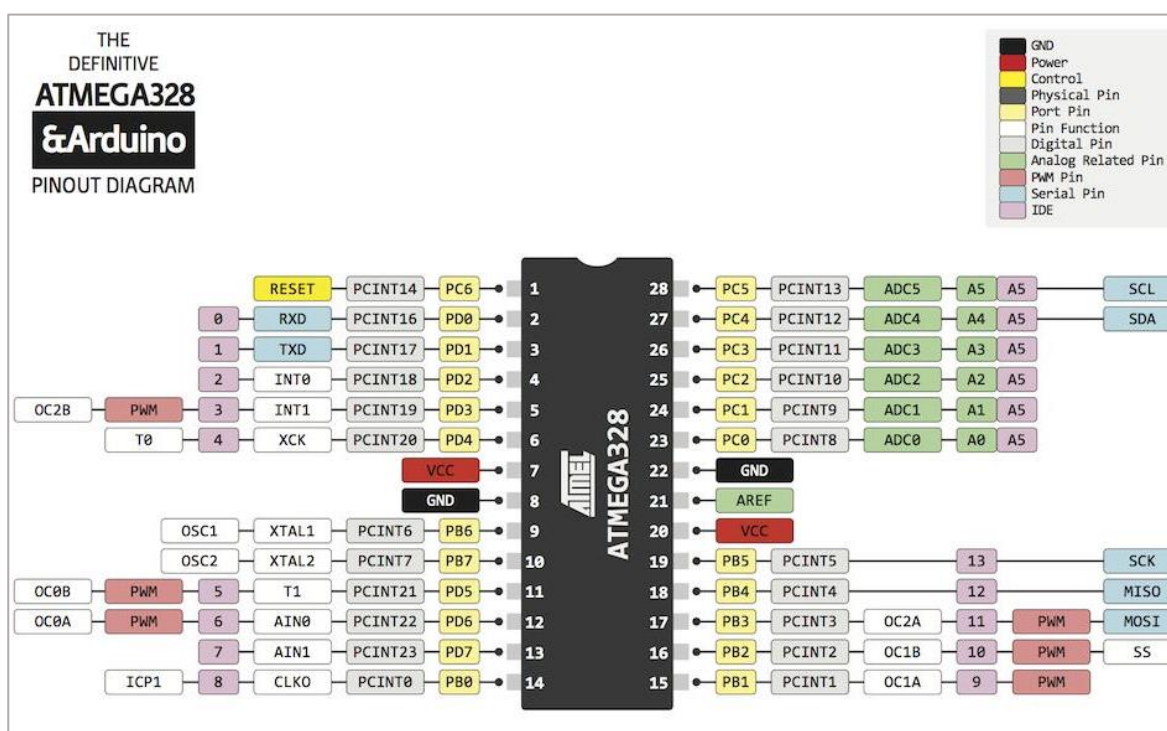 THE
DEFINITIVE
ATMEGA328
&Arduino
PINOUT DIAGRAM
GND
Power
Control
Physical Pin
Port Pin
Pin Function
Digital Pin
Analog Related Pin
PWM Pin
Serial Pin
IDE
RESET PCINT14 PC6 1 28 PC5 PCINT13 ADC5 A5 A5 SCL
0 RXD PCINT16 PD0 2 27 PC4 PCINT12 ADC4 A4 A5 SDA
1 TXD PCINT17 PD1 3 26 PC3 PCINT11 ADC3 A3 A5
2 INT0 PCINT18 PD2 4 25 PC2 PCINT10 ADC2 A2 A5
OC2B PWM 3 INT1 PCINT19 PD3 5 24 PC1 PCINT9 ADC1 A1 A5
T0 4 XCK PCINT20 PD4 6 23 PC0 PCINT8 ADC0 A0 A5
VCC 7 22 GND
GND 8 21 AREF
OSC1 XTAL1 PCINT6 PB6 9 20 VCC
OSC2 XTAL2 PCINT7 PB7 10 19 PB5 PCINT5 13 SCK
OC0B PWM 5 T1 PCINT21 PD5 11 18 PB4 PCINT4 12 MISO
OC0A PWM 6 AIN0 PCINT22 PD6 12 17 PB3 PCINT3 OC2A 11 PWM MOSI
7 AIN1 PCINT23 PD7 13 16 PB2 PCINT2 OC1B 10 PWM SS
ICP1 8 CLKO PCINT0 PB0 14 15 PB1 PCINT1 OC1A 9 PWM
ATMEL
ATMEGA328